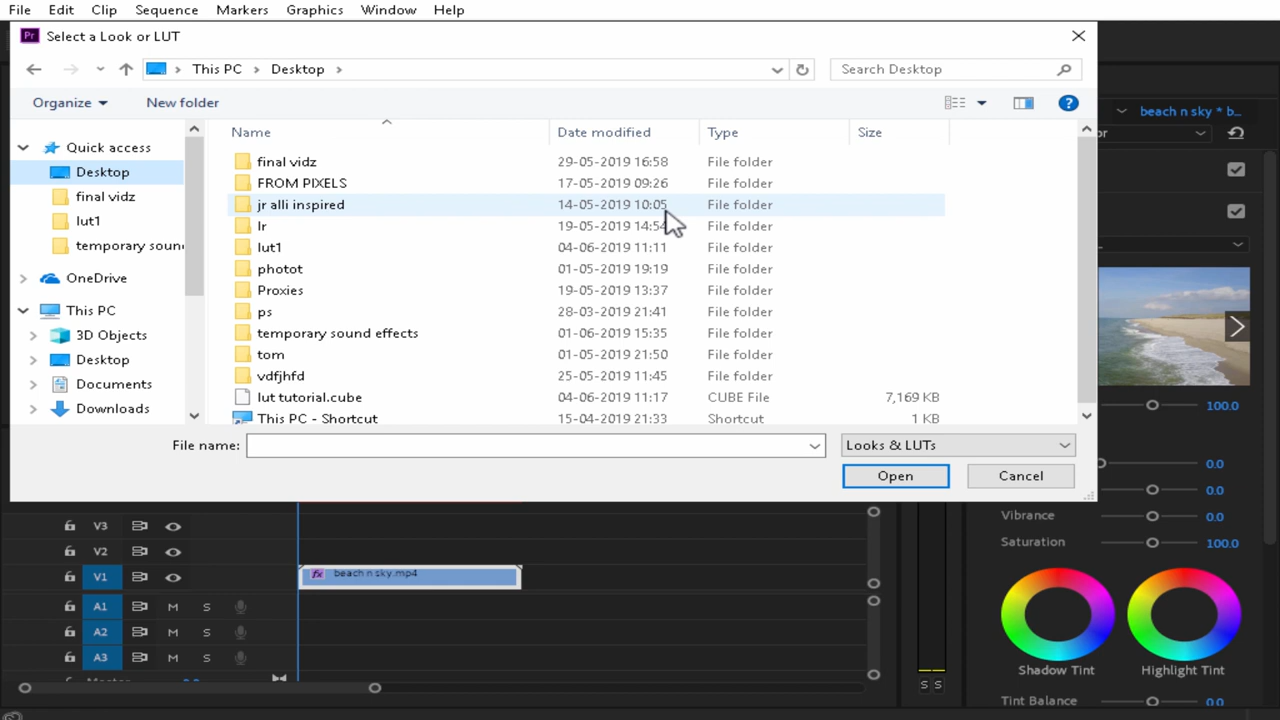 File Edit Clip Sequence Markers Graphics Window Help
Pr Select a Look or LUT
This PC Desktop Search Desktop
Organize New folder
beach n sky * b...
Name Date modified Type Size
Quick access
Desktop
final vidz
lut1
temporary soun
OneDrive
This PC
3D Objects
Desktop
Documents
Downloads
final vidz 29-05-2019 16:58 File folder
FROM PIXELS 17-05-2019 09:26 File folder
jr alli inspired 14-05-2019 10:05 File folder
lr 19-05-2019 14:54 File folder
lut1 04-06-2019 11:11 File folder
photot 01-05-2019 19:19 File folder
Proxies 19-05-2019 13:37 File folder
ps 28-03-2019 21:41 File folder
temporary sound effects 01-06-2019 15:35 File folder
tom 01-05-2019 21:50 File folder
vdfjhfd 25-05-2019 11:45 File folder
lut tutorial.cube 04-06-2019 11:17 CUBE File 7,169 KB
This PC - Shortcut 15-04-2019 21:33 Shortcut 1 KB
File name: Looks & LUTs
Open Cancel
100.0
0.0
0.0
Vibrance 0.0
Saturation 100.0
V3
V2
V1 fx beach n sky.mp4
A1 M S
A2 M S
A3 M S
S S
Shadow Tint Highlight Tint
Tint Balance 0.0